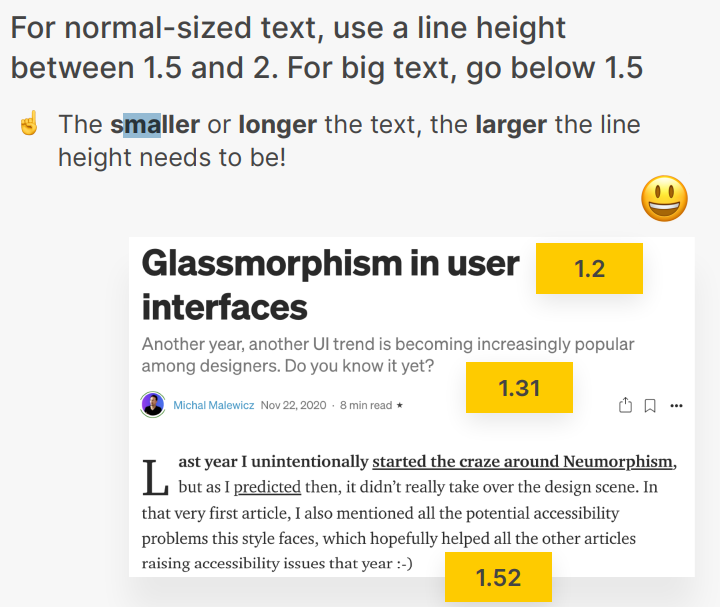 For normal-sized text, use a line height
between 1.5 and 2. For big text, go below 1.5
☝️ The smaller or longer the text, the larger the line
height needs to be!
Glassmorphism in user
interfaces
1.2
Another year, another UI trend is becoming increasingly popular
among designers. Do you know it yet?
1.31
Michal Malewicz Nov 22, 2020 · 8 min read ★
Last year I unintentionally started the craze around Neumorphism,
but as I predicted then, it didn’t really take over the design scene. In
that very first article, I also mentioned all the potential accessibility
problems this style faces, which hopefully helped all the other articles
raising accessibility issues that year :-)
1.52